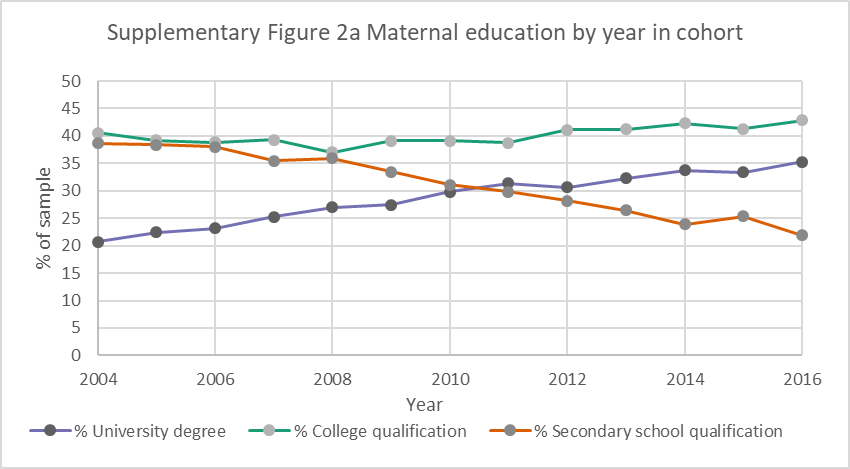 Supplementary Figure 2a Maternal education by year in cohort
50
45
40
35
30
25
20
15
10
5
0
% of sample
2004 2006 2008 2010 2012 2014 2016
Year
% University degree % College qualification % Secondary school qualification